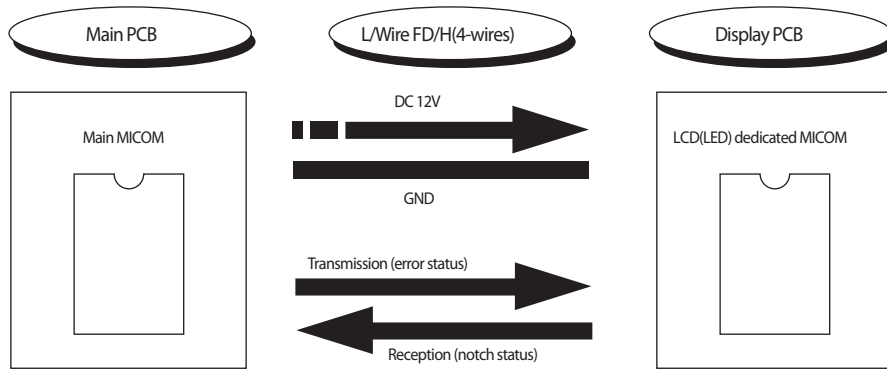 Main PCB
L/Wire FD/H(4-wires)
Display PCB
DC 12V
Main MICOM
LCD(LED) dedicated MICOM
GND
Transmission (error status)
Reception (notch status)